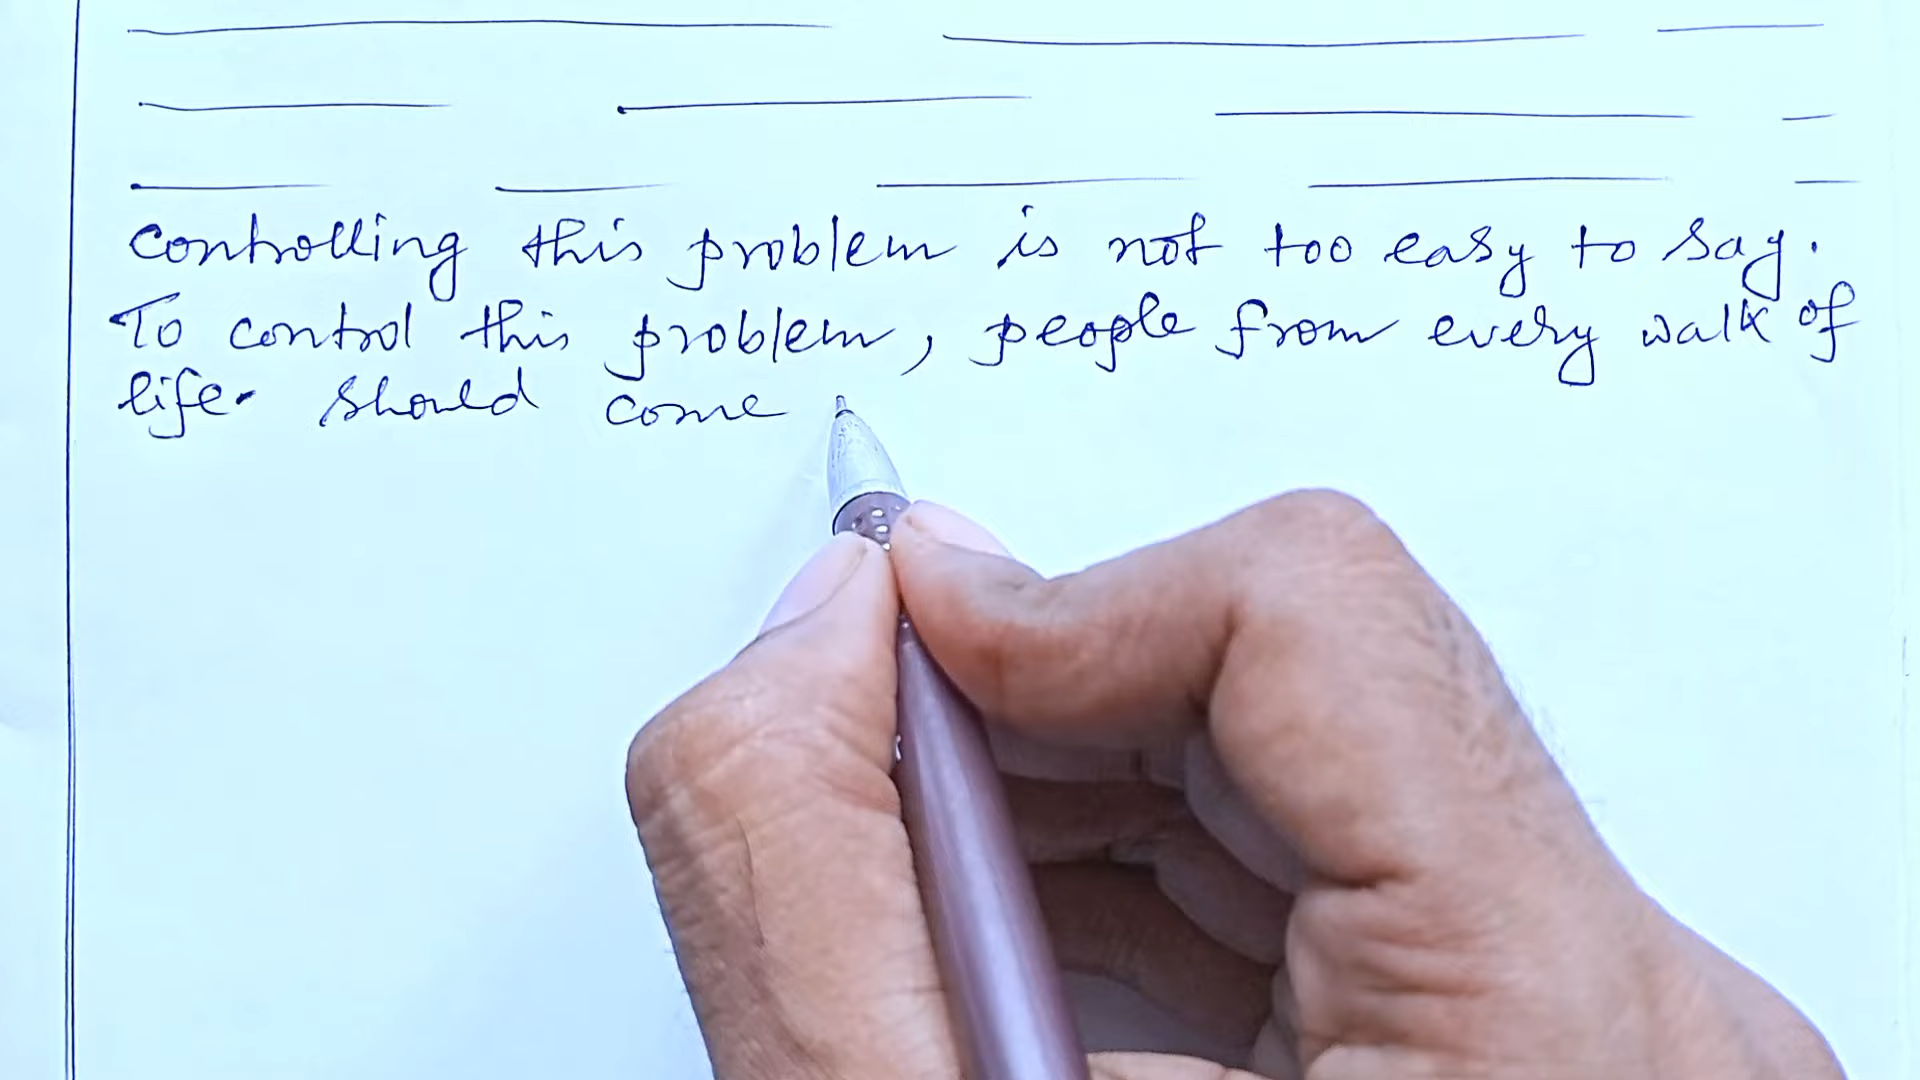 Controlling this problem is not too easy to say.
To control this problem, people from every walk of
life. should come